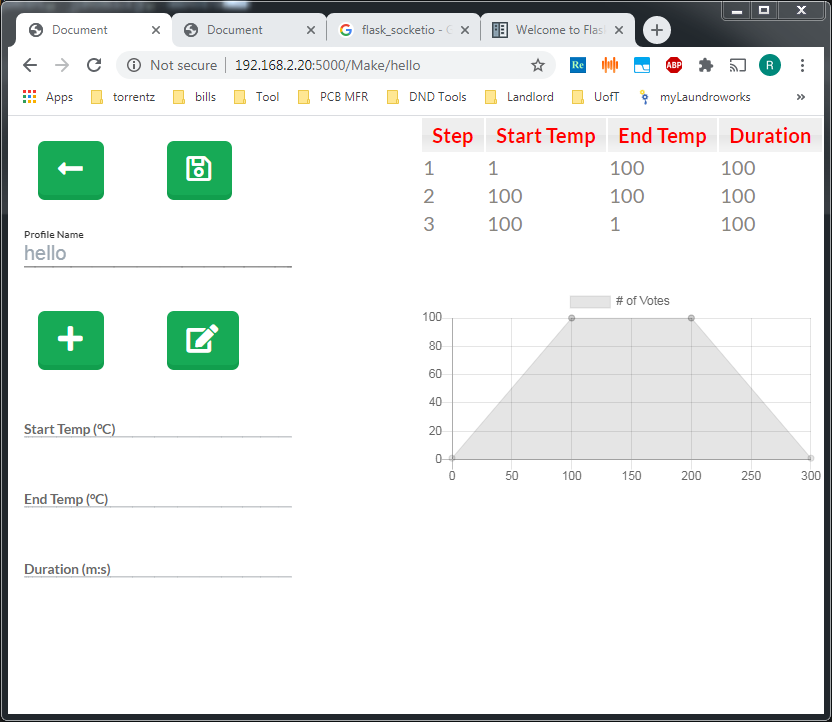 Document
Document
flask_socketio - G
Welcome to Flas
Not secure | 192.168.2.20:5000/Make/hello
Re
ABP
R
Apps
torrentz
bills
Tool
PCB MFR
DND Tools
Landlord
UofT
myLaundroworks
»
Step Start Temp End Temp Duration
1 1 100 100
2 100 100 100
3 100 1 100
Profile Name
hello
Start Temp (°C)
End Temp (°C)
Duration (m:s)
# of Votes
100
80
60
40
20
0
0 50 100 150 200 250 300